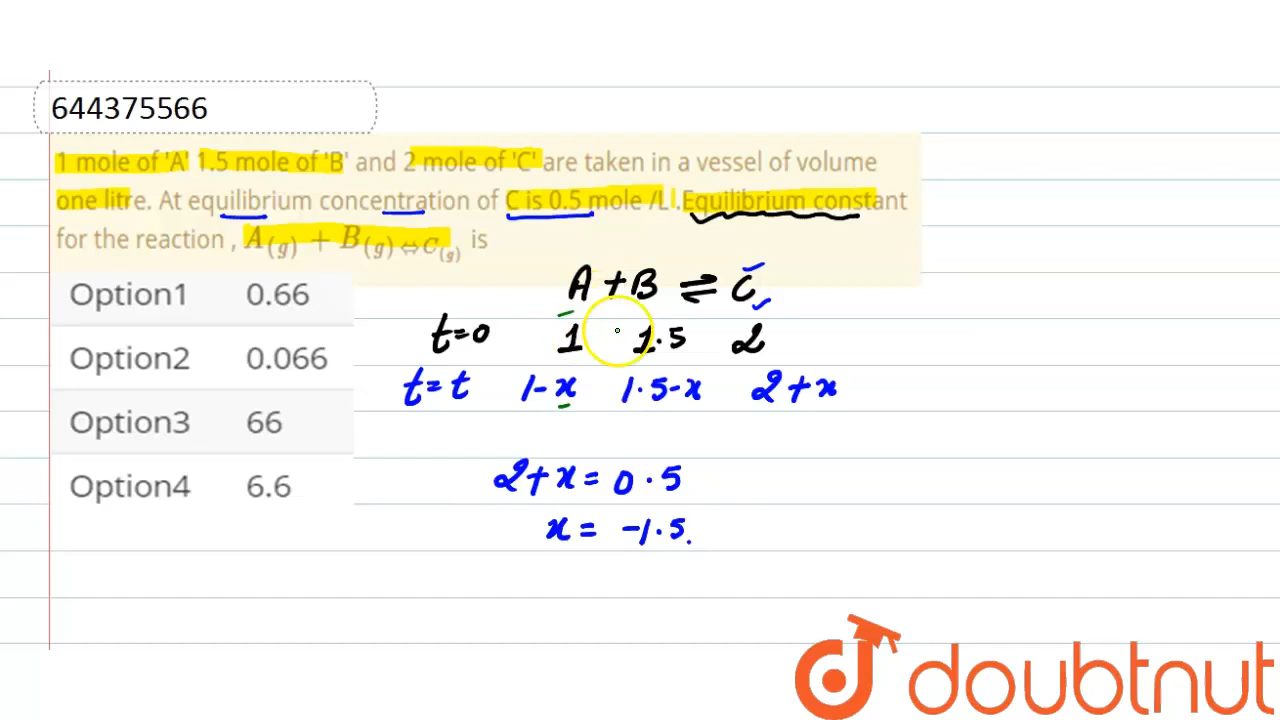 644375566
1 mole of 'A' 1.5 mole of 'B' and 2 mole of 'C' are taken in a vessel of volume
one litre. At equilibrium concentration of C is 0.5 mole /L .Equilibrium constant
for the reaction , A(g) + B(g) ⇔ C(g) is
Option1 0.66
Option2 0.066
Option3 66
Option4 6.6
A + B ⇌ C
t=0 1 1.5 2
t=t 1-x 1.5-x 2+x
2+x = 0.5
x = -1.5.
doubtnut